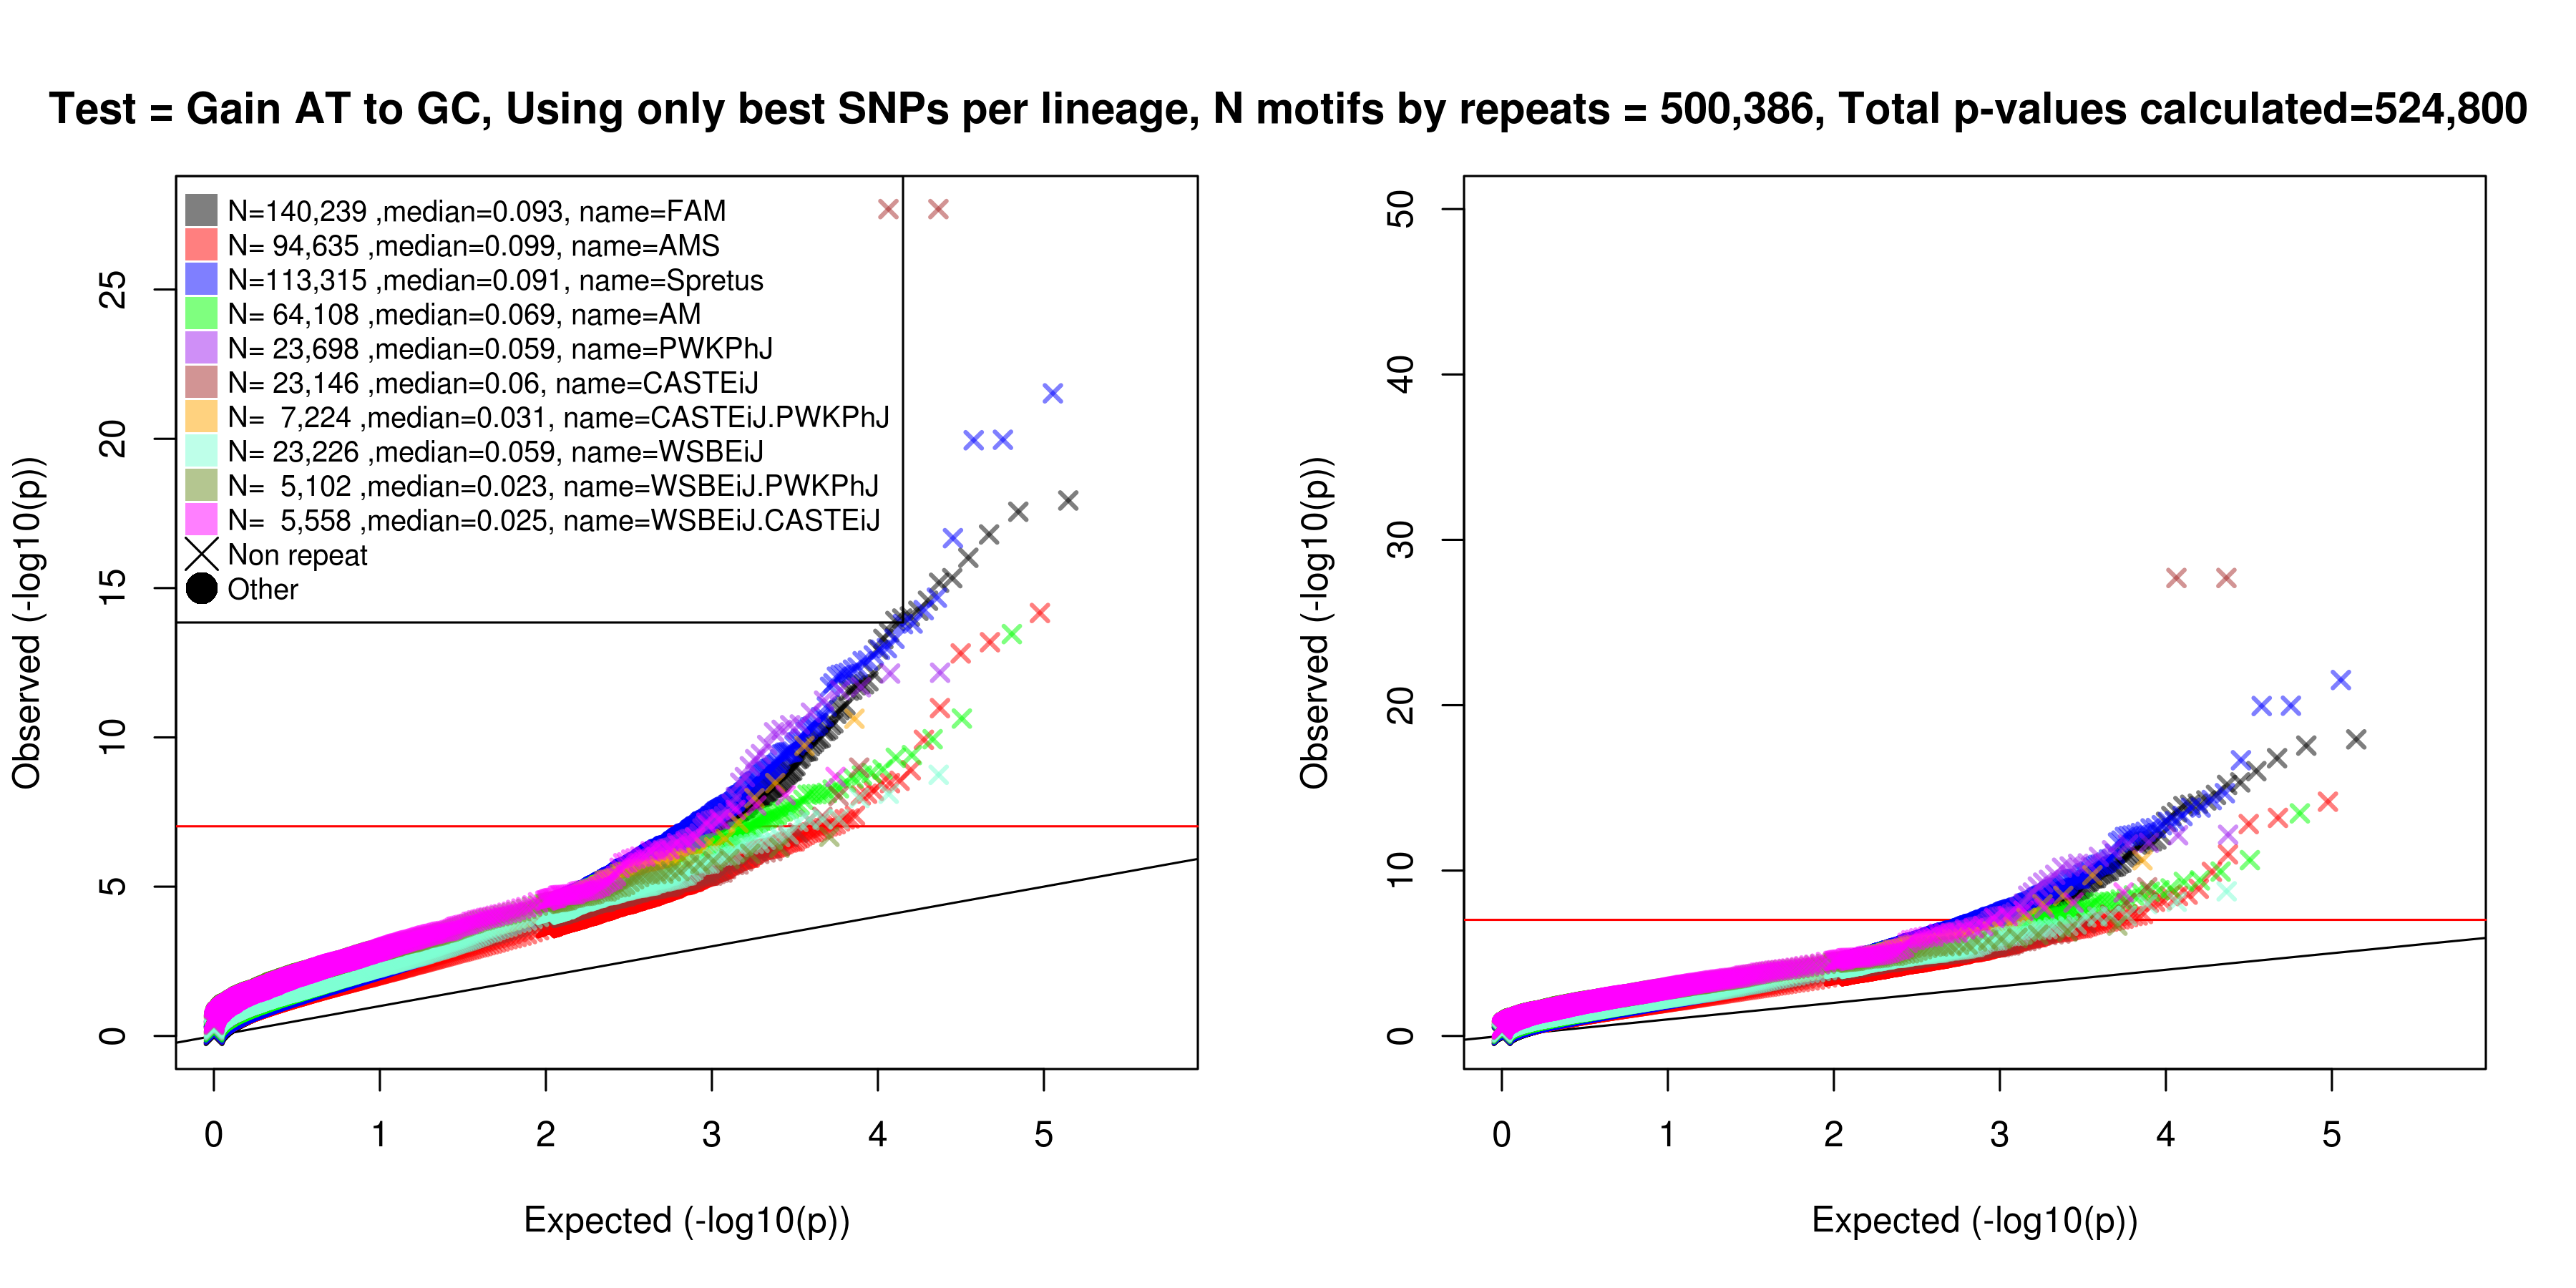 Test = Gain AT to GC, Using only best SNPs per lineage, N motifs by repeats = 500,386, Total p-values calculated=524,800
N=140,239 ,median=0.093, name=FAM
N= 94,635 ,median=0.099, name=AMS
N=113,315 ,median=0.091, name=Spretus
N= 64,108 ,median=0.069, name=AM
N= 23,698 ,median=0.059, name=PWKPhJ
N= 23,146 ,median=0.06, name=CASTEiJ
N=  7,224 ,median=0.031, name=CASTEiJ.PWKPhJ
N= 23,226 ,median=0.059, name=WSBEiJ
N=  5,102 ,median=0.023, name=WSBEiJ.PWKPhJ
N=  5,558 ,median=0.025, name=WSBEiJ.CASTEiJ
Non repeat
Other
Observed (-log10(p))
25
20
15
10
5
0
0 1 2 3 4 5
Expected (-log10(p))
Observed (-log10(p))
50
40
30
20
10
0
0 1 2 3 4 5
Expected (-log10(p))